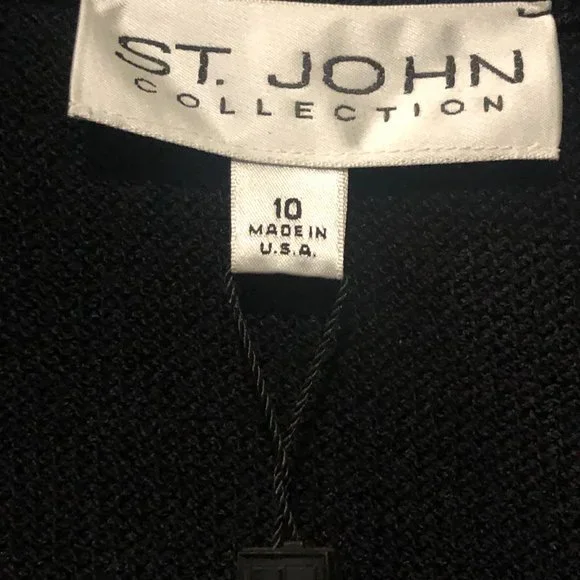 ST. JOHN
COLLECTION
10
MADE IN
U.S.A.